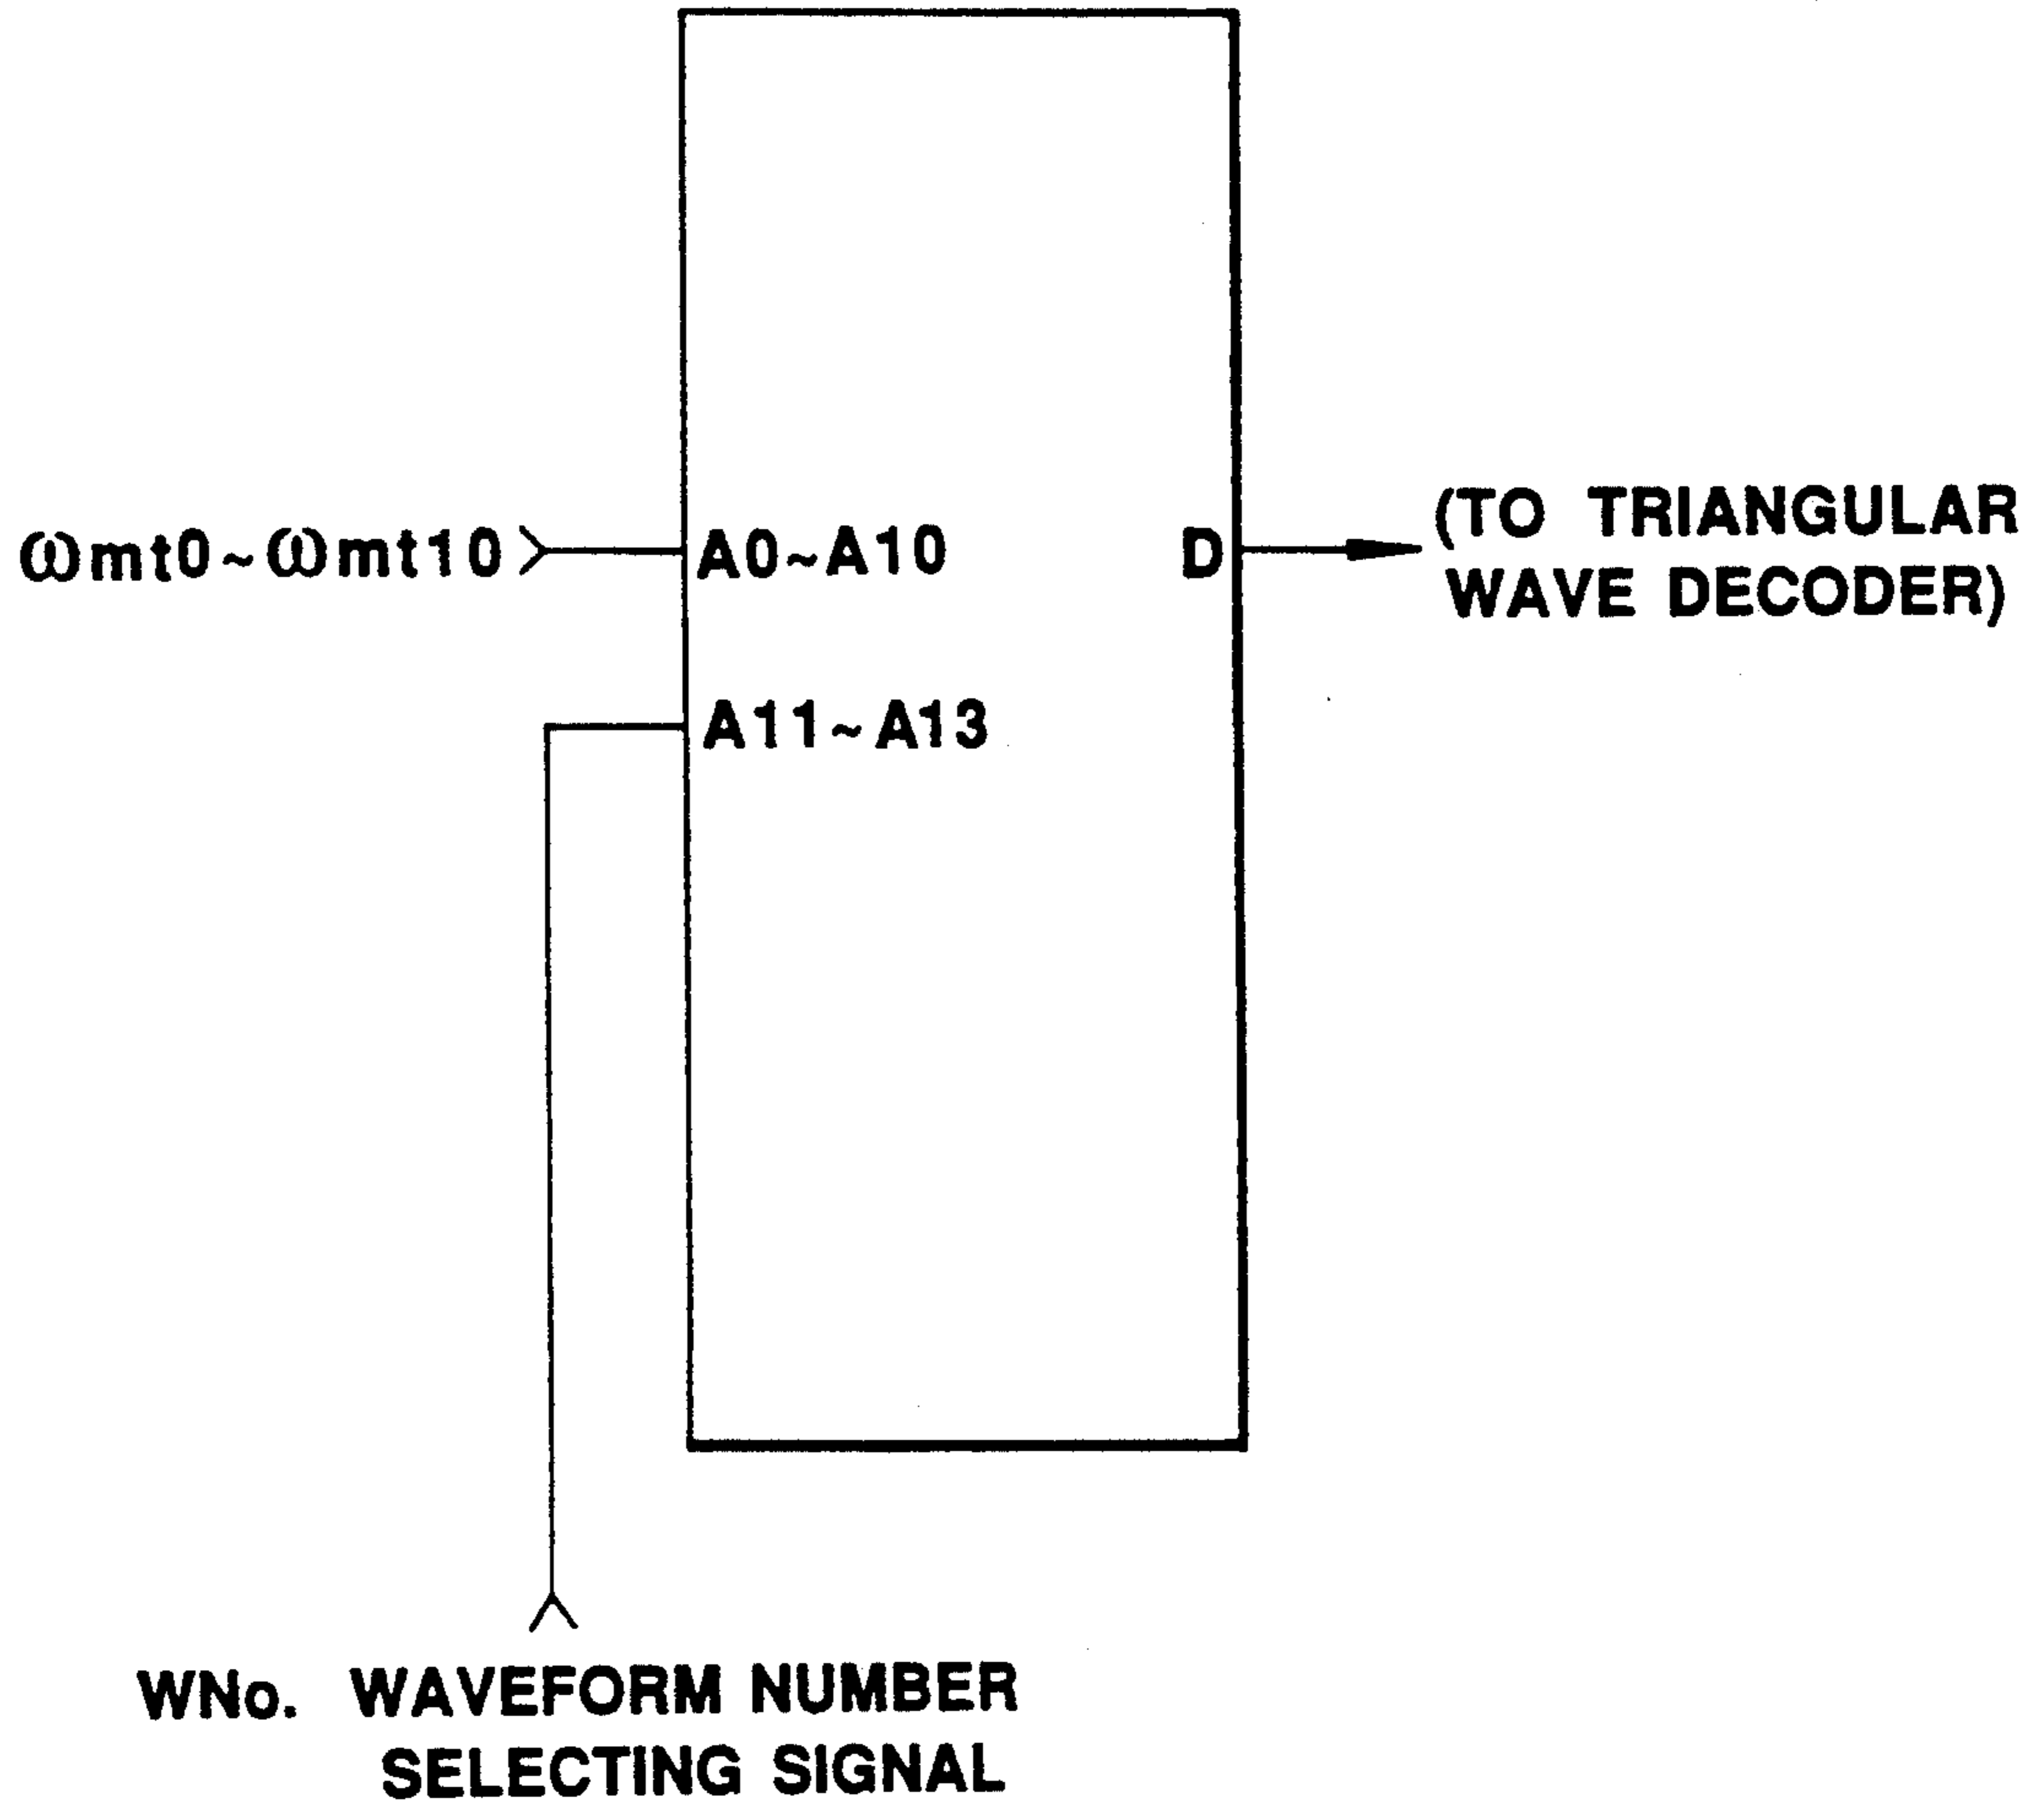 ωmt0~ωmt10
A0~A10
D
(TO TRIANGULAR
WAVE DECODER)
A11~A13
WNo. WAVEFORM NUMBER
SELECTING SIGNAL